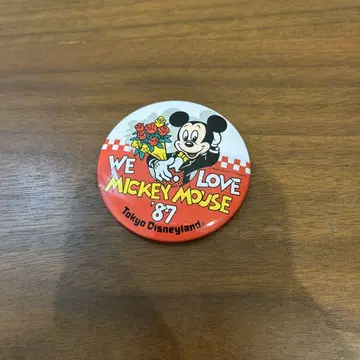 WE LOVE
MICKEY MOUSE
'87
Tokyo Disneyland